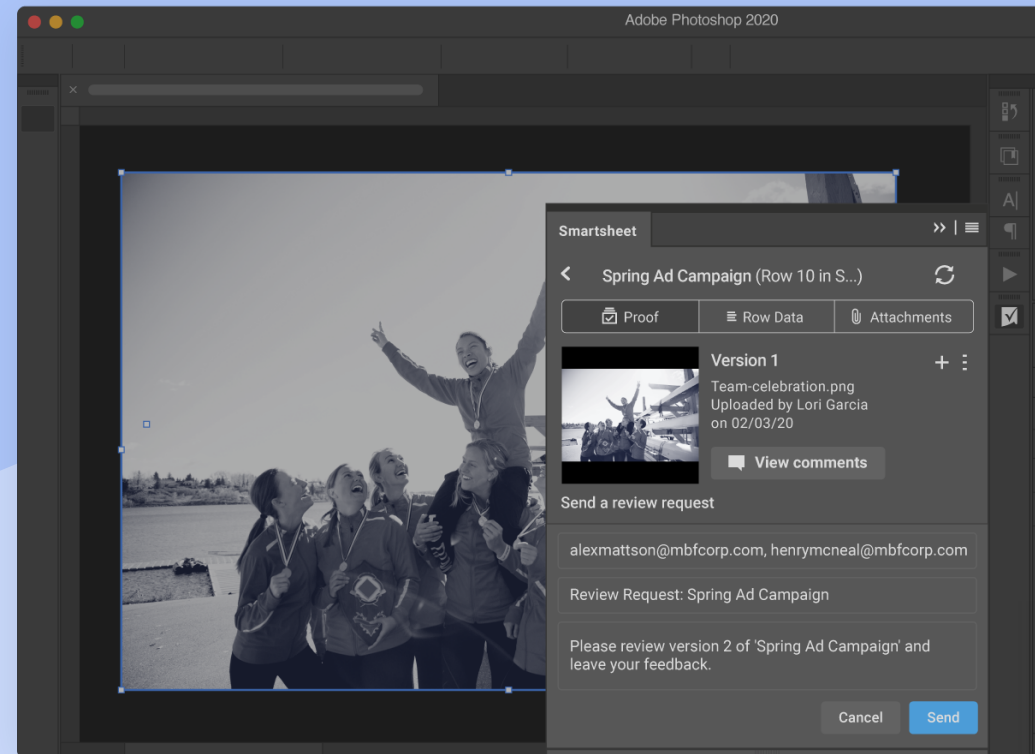 Adobe Photoshop 2020
Smartsheet
Spring Ad Campaign (Row 10 in S...)
Proof
Row Data
Attachments
Version 1
Team-celebration.png
Uploaded by Lori Garcia
on 02/03/20
View comments
Send a review request
alexmattson@mbfcorp.com, henrymcneal@mbfcorp.com
Review Request: Spring Ad Campaign
Please review version 2 of 'Spring Ad Campaign' and
leave your feedback.
Cancel
Send